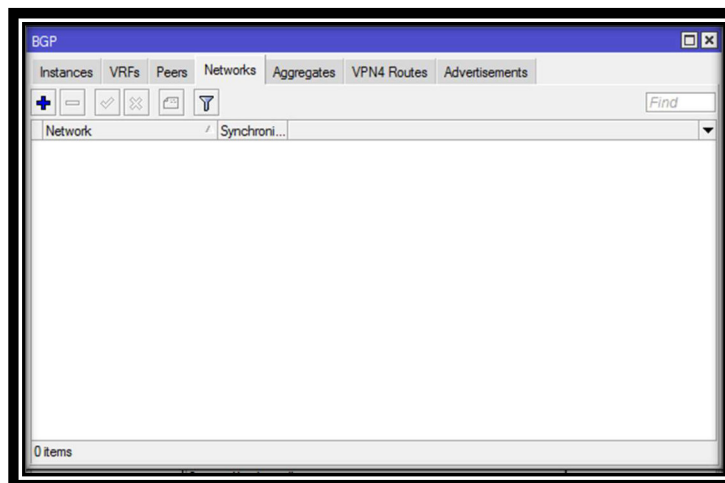 BGP
Instances VRFs Peers Networks Aggregates VPN4 Routes Advertisements
Find
Network Synchroni...
0 items